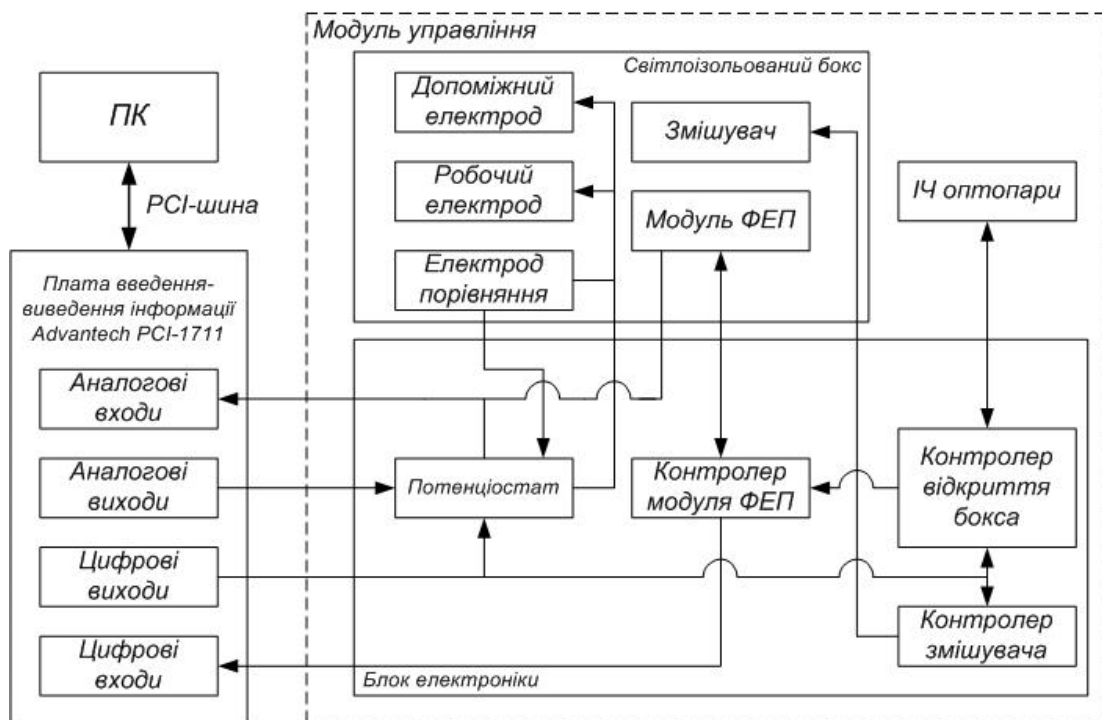 Модуль управління
Світлоізольований бокс
ПК
PCI-шина
Плата введення-
виведення інформації
Advantech PCI-1711
Аналогові
входи
Аналогові
виходи
Цифрові
виходи
Цифрові
входи
Допоміжний
електрод
Робочий
електрод
Електрод
порівняння
Змішувач
Модуль ФЕП
ІЧ оптопари
Потенціостат
Контролер
модуля ФЕП
Контролер
відкриття
бокса
Контролер
змішувача
Блок електроніки